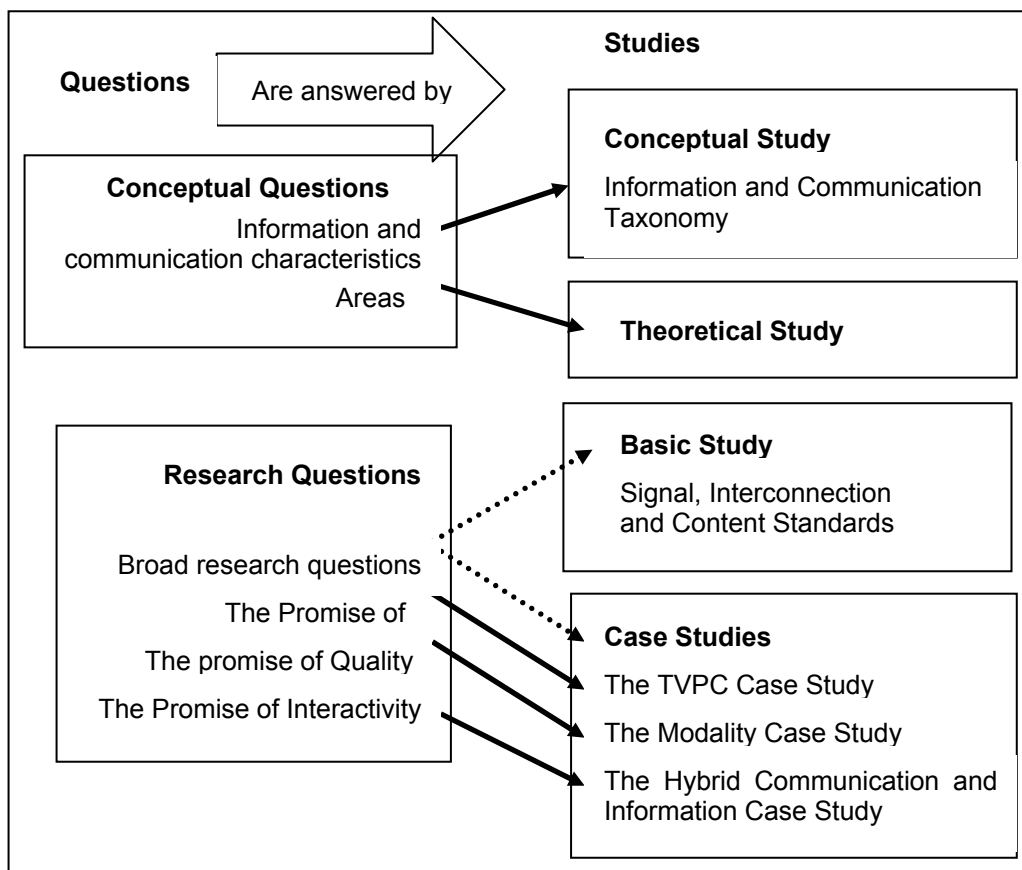 Questions
Are answered by
Studies
Conceptual Questions
Information and
communication characteristics
Areas
Conceptual Study
Information and Communication
Taxonomy
Theoretical Study
Research Questions
Broad research questions
The Promise of
The promise of Quality
The Promise of Interactivity
Basic Study
Signal, Interconnection
and Content Standards
Case Studies
The TVPC Case Study
The Modality Case Study
The Hybrid Communication and
Information Case Study